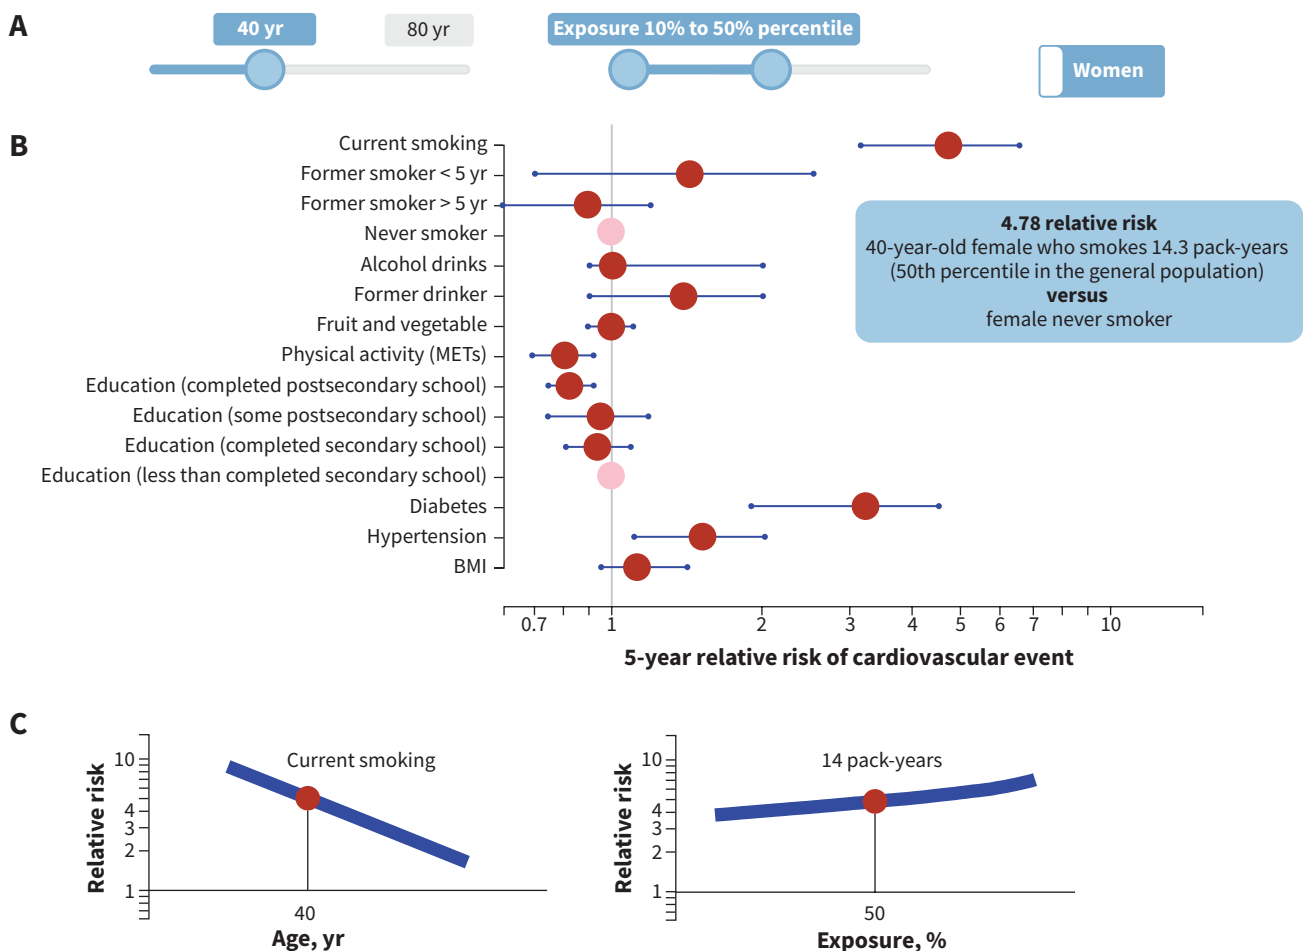 A
40 yr
80 yr
Exposure 10% to 50% percentile
Women
B
Current smoking
Former smoker < 5 yr
Former smoker > 5 yr
Never smoker
Alcohol drinks
Former drinker
Fruit and vegetable
Physical activity (METs)
Education (completed postsecondary school)
Education (some postsecondary school)
Education (completed secondary school)
Education (less than completed secondary school)
Diabetes
Hypertension
BMI
4.78 relative risk
40-year-old female who smokes 14.3 pack-years
(50th percentile in the general population)
versus
female never smoker
0.7 1 2 3 4 5 6 7 10
5-year relative risk of cardiovascular event
C
Relative risk
10
4
3
2
1
Current smoking
40
Age, yr
Relative risk
10
4
3
2
1
14 pack-years
50
Exposure, %